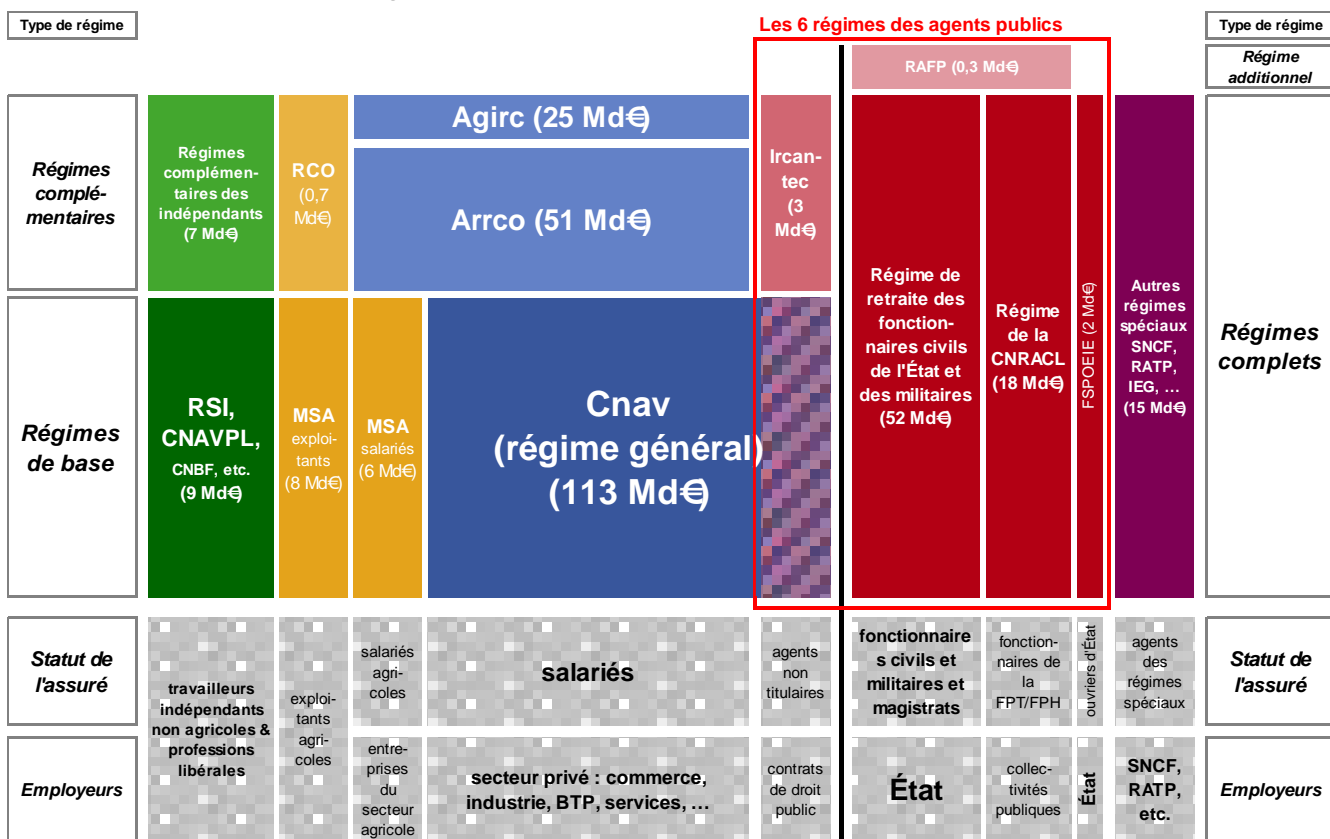 Les 6 régimes des agents publics
Type de régime
Type de régime
RAFP (0,3 Md€)
Régime
additionnel
Régimes
complé-
mentaires
Régimes
complémen-
taires des
indépendants
(7 Md€)
RCO
(0,7
Md€)
Agirc (25 Md€)
Arrco (51 Md€)
Ircan-
tec
(3
Md€)
Régime de
retraite des
fonction-
naires civils
de l'État et
des militaires
(52 Md€)
Régime
de la
CNRACL
(18 Md€)
FSPOEIE (2 Md€)
Autres
régimes
spéciaux
SNCF,
RATP,
IEG, …
(15 Md€)
Régimes
complets
Régimes
de base
RSI,
CNAVPL,
CNBF, etc.
(9 Md€)
MSA
exploi-
tants
(8 Md€)
MSA
salariés
(6 Md€)
Cnav
(régime général)
(113 Md€)
Statut de
l'assuré
travailleurs
indépendants
non agricoles &
professions
libérales
exploi-
tants
agri-
coles
salariés
agri-
coles
salariés
agents
non
titulaires
fonctionnaire
s civils et
militaires et
magistrats
fonction-
naires de
la
FPT/FPH
ouvriers d'État
agents
des
régimes
spéciaux
Statut de
l'assuré
Employeurs
entre-
prises
du
secteur
agricole
secteur privé : commerce,
industrie, BTP, services, …
contrats
de droit
public
État
collec-
tivités
publiques
État
SNCF,
RATP,
etc.
Employeurs